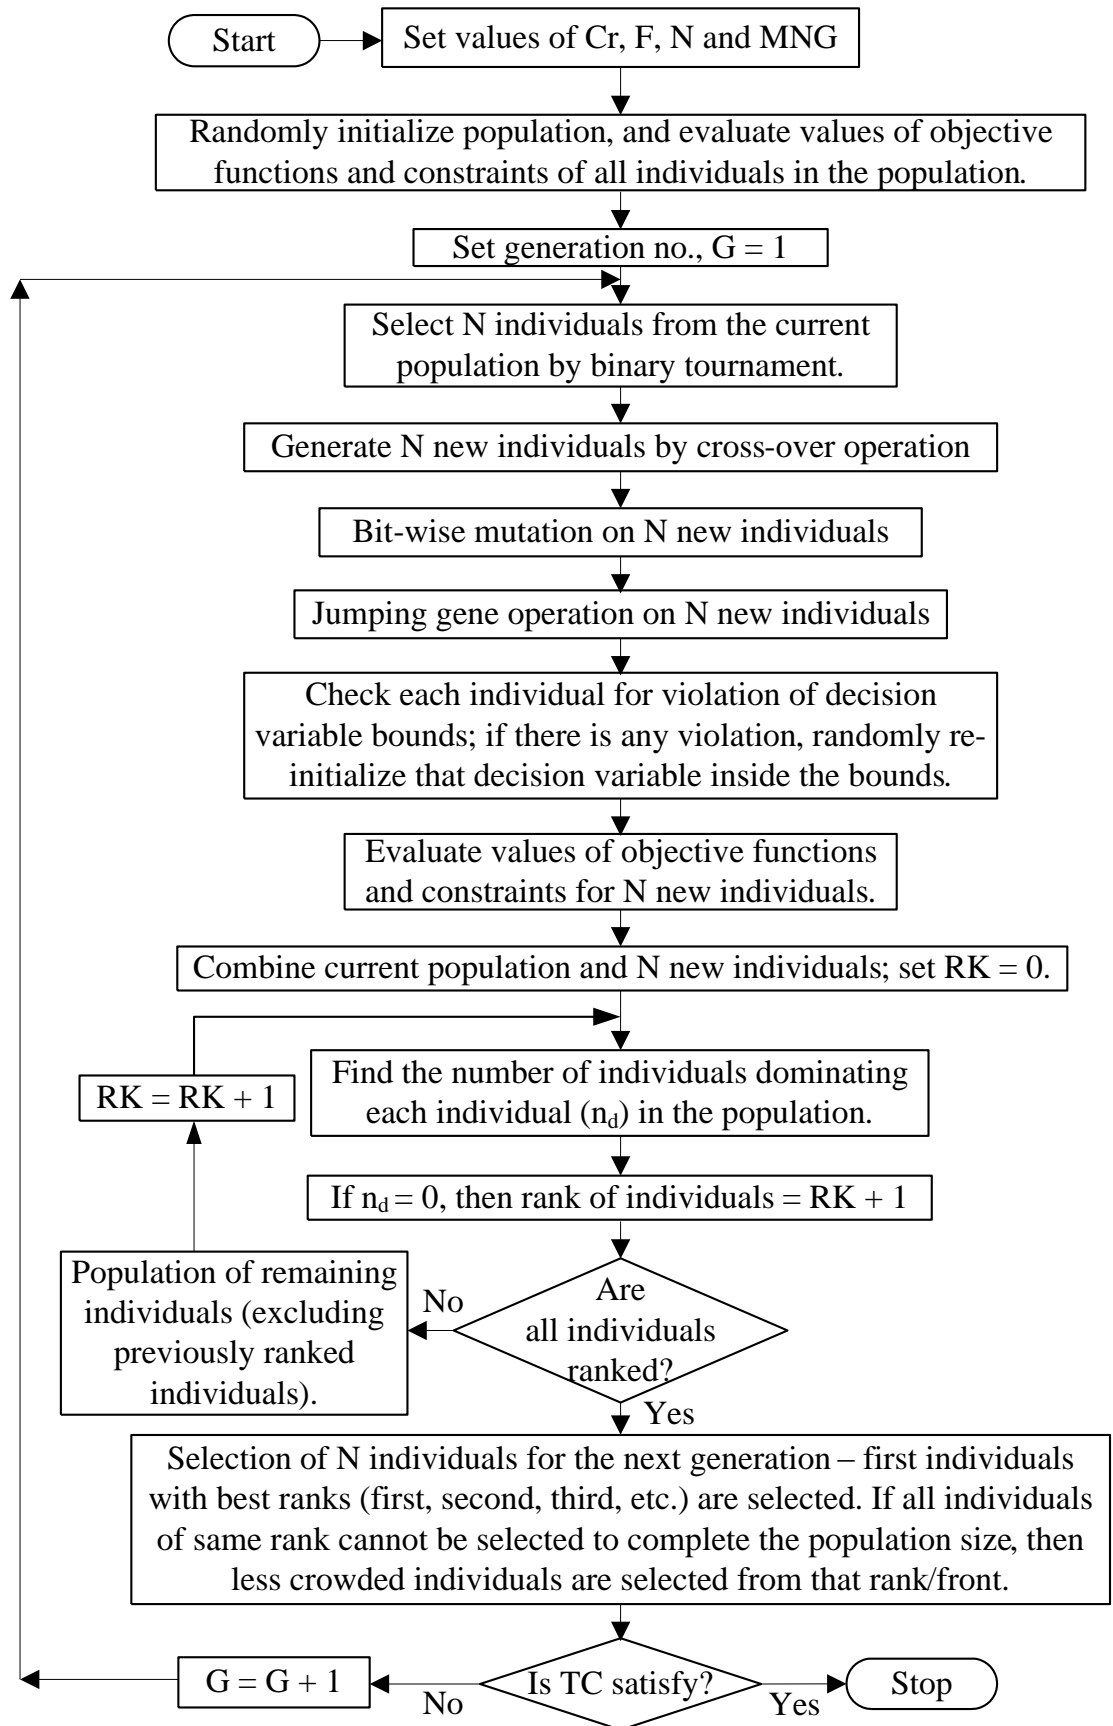 Start
Set values of Cr, F, N and MNG
Randomly initialize population, and evaluate values of objective
functions and constraints of all individuals in the population.
Set generation no., G = 1
Select N individuals from the current
population by binary tournament.
Generate N new individuals by cross-over operation
Bit-wise mutation on N new individuals
Jumping gene operation on N new individuals
Check each individual for violation of decision
variable bounds; if there is any violation, randomly re-
initialize that decision variable inside the bounds.
Evaluate values of objective functions
and constraints for N new individuals.
Combine current population and N new individuals; set RK = 0.
Find the number of individuals dominating
each individual (nd) in the population.
RK = RK + 1
If nd = 0, then rank of individuals = RK + 1
Are
all individuals
ranked?
No
Population of remaining
individuals (excluding
previously ranked
individuals).
Yes
Selection of N individuals for the next generation – first individuals
with best ranks (first, second, third, etc.) are selected. If all individuals
of same rank cannot be selected to complete the population size, then
less crowded individuals are selected from that rank/front.
Is TC satisfy?
No
G = G + 1
Yes
Stop